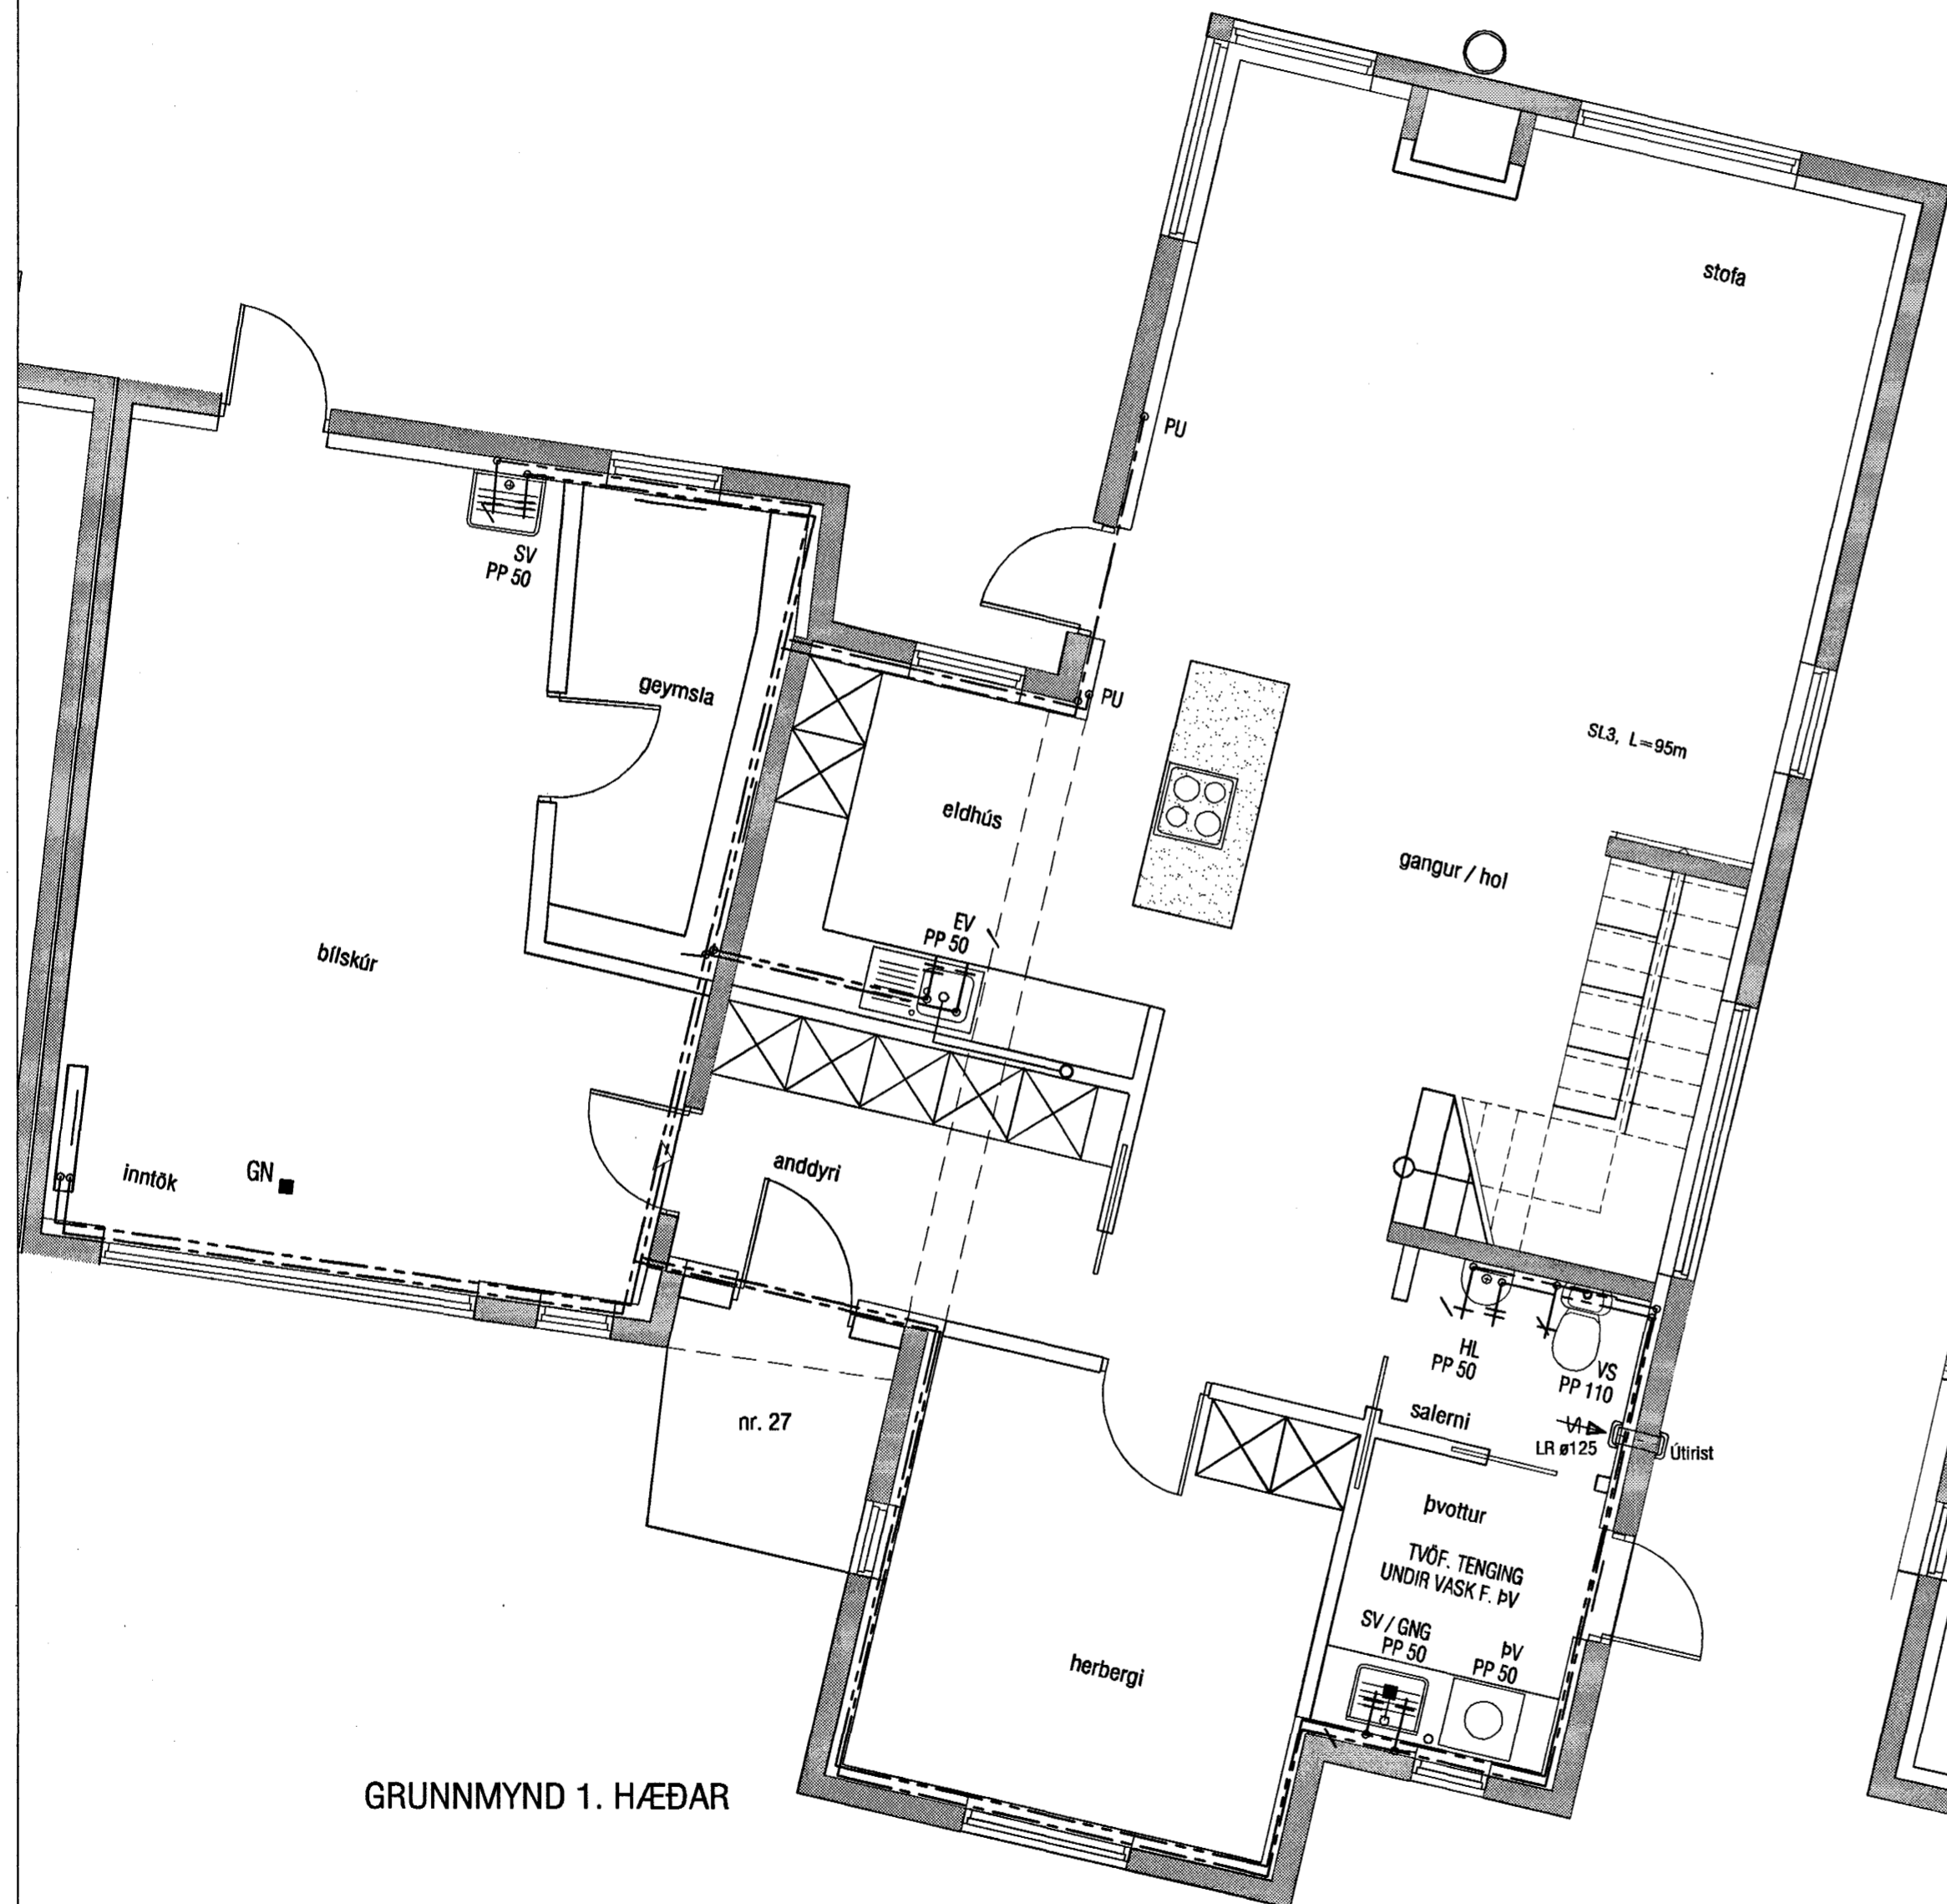 stofa
PU
SV
PP 50
geymsla
PU
SL3, L=95m
eldhús
gangur / hol
EV
PP 50
bílskúr
inntök
GN
anddyri
HL
PP 50
VS
PP 110
salerni
LR ø125
Útirist
nr. 27
þvottur
TVÖF. TENGING
UNDIR VASK F. ÞV
SV / GNG
PP 50
ÞV
PP 50
herbergi
GRUNNMYND 1. HÆÐAR